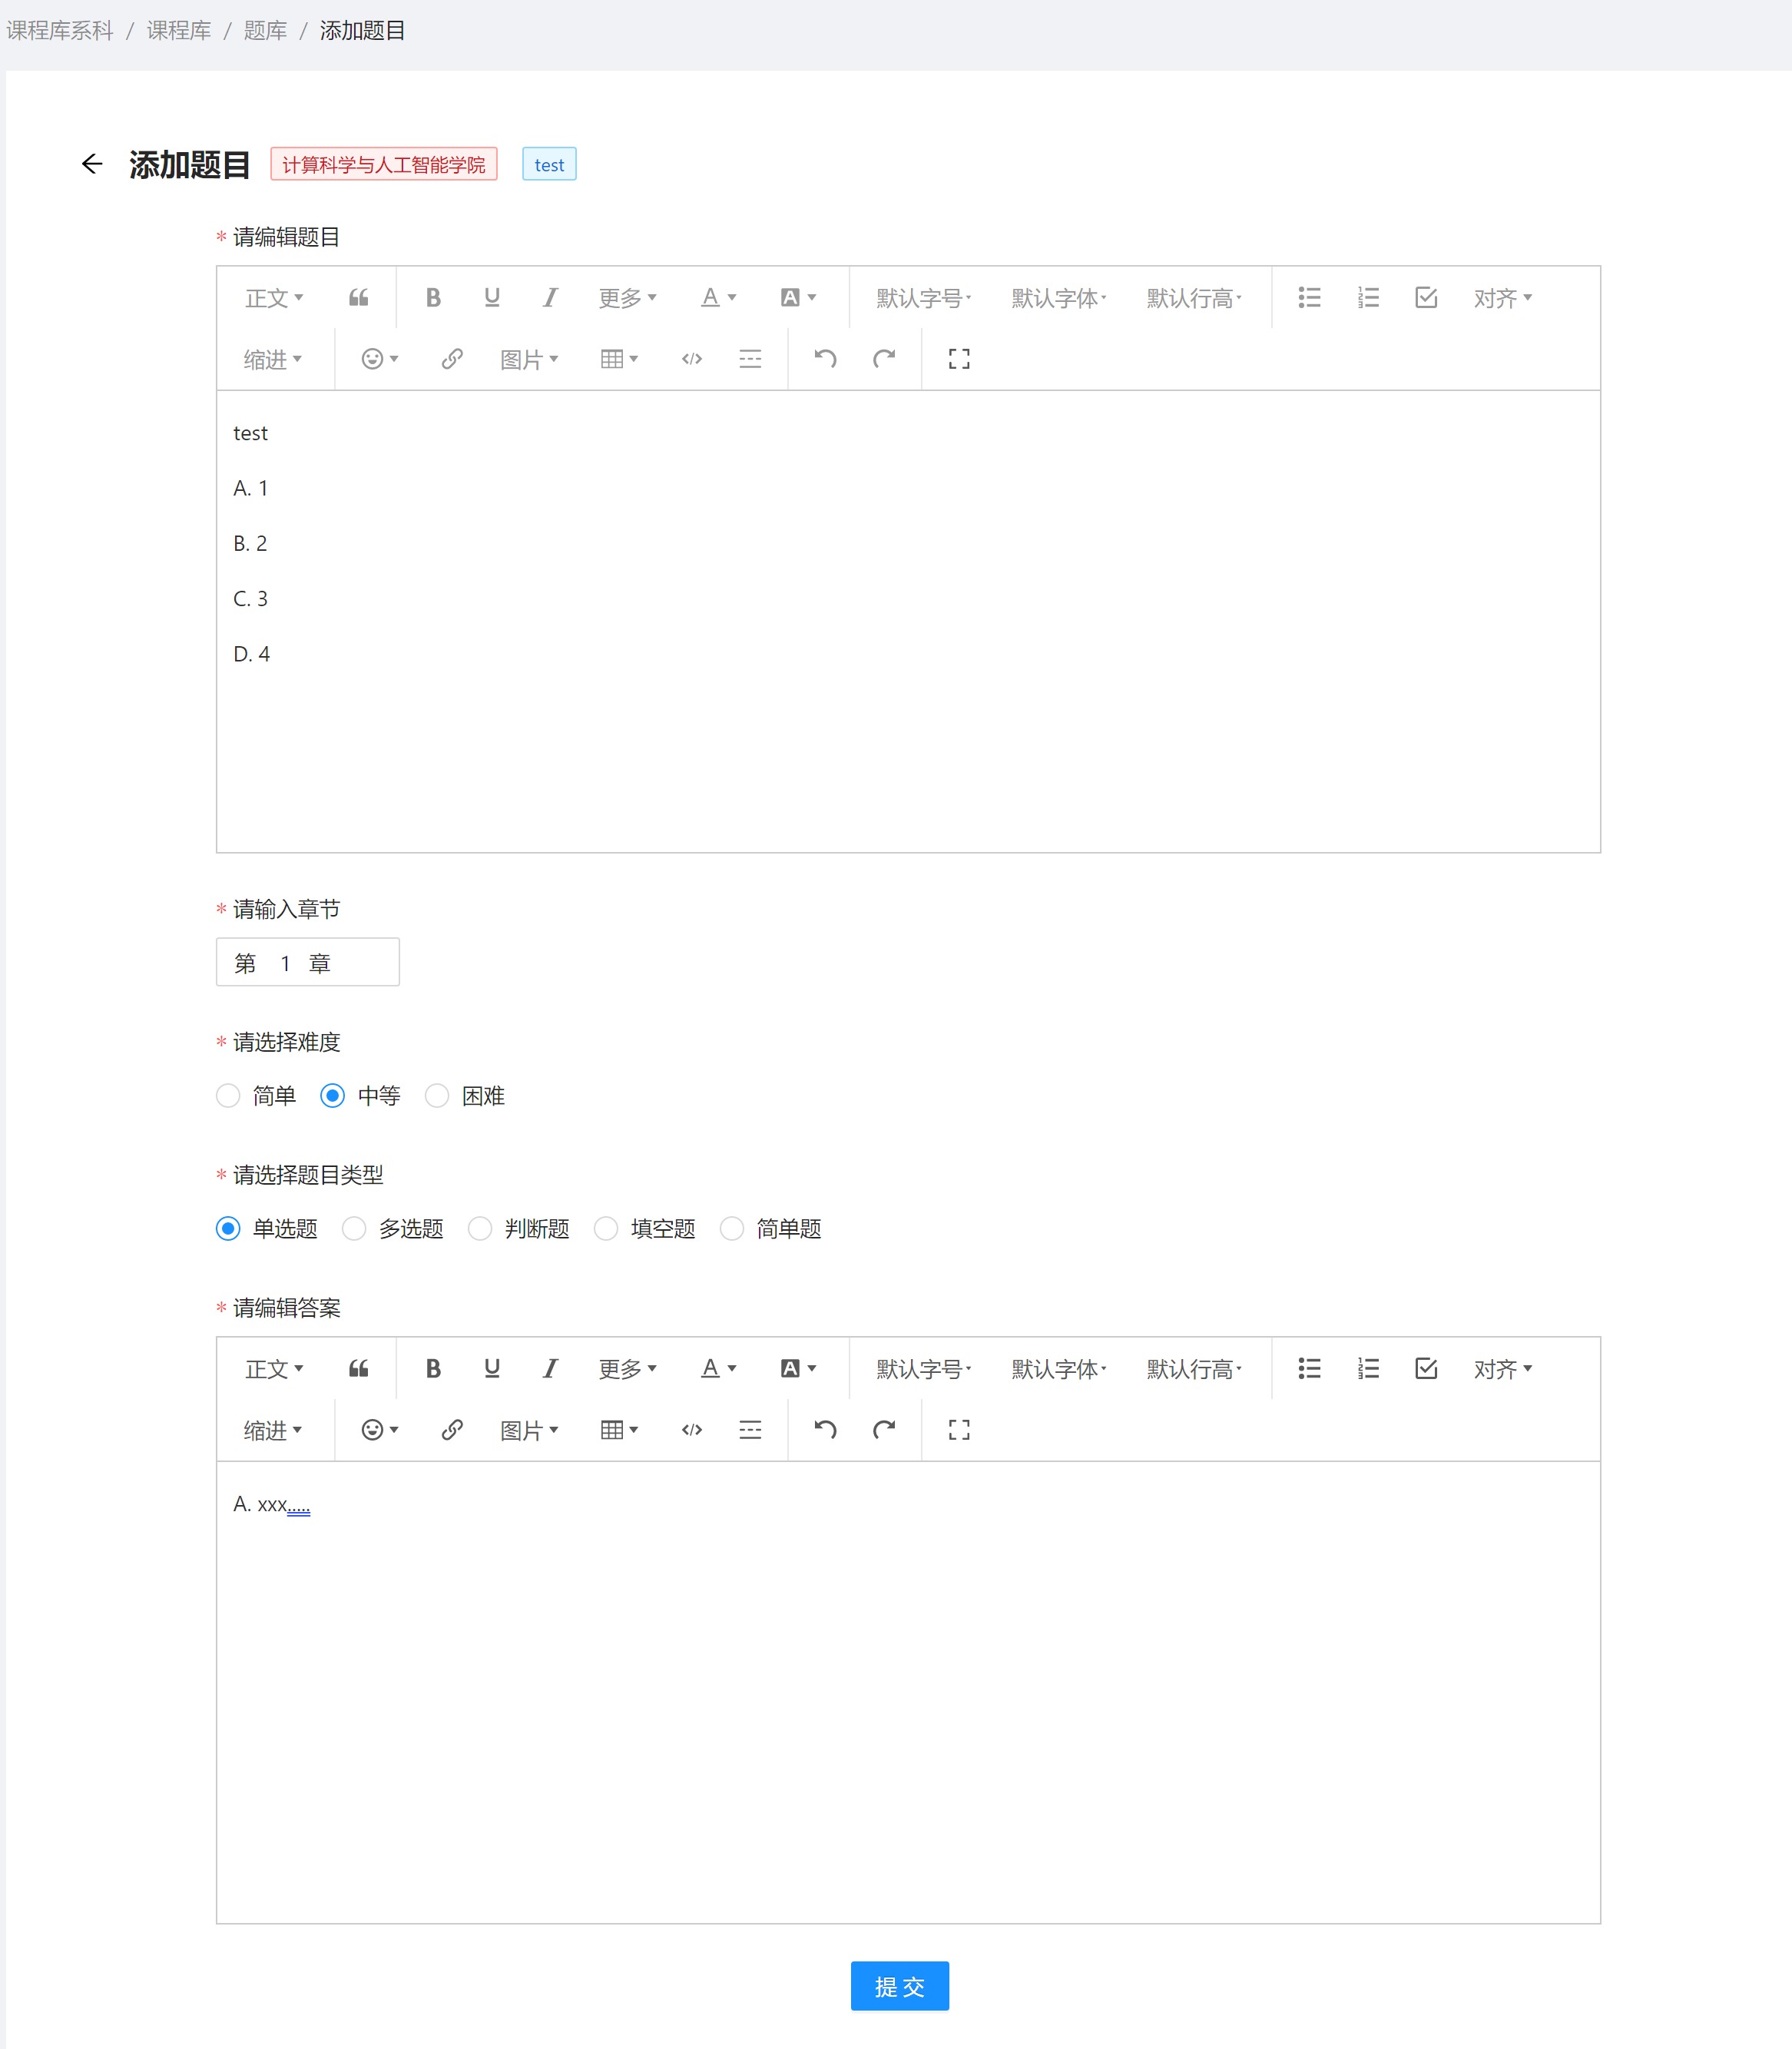 课程库系科 / 课程库 / 题库 / 添加题目
添加题目 计算科学与人工智能学院 test
* 请编辑题目
正文 B U I 更多 A A 默认字号 默认字体 默认行高 对齐
缩进 图片
test
A. 1
B. 2
C. 3
D. 4
* 请输入章节
第 1 章
* 请选择难度
简单 中等 困难
* 请选择题目类型
单选题 多选题 判断题 填空题 简单题
* 请编辑答案
正文 B U I 更多 A A 默认字号 默认字体 默认行高 对齐
缩进 图片
A. xxx.....
提交